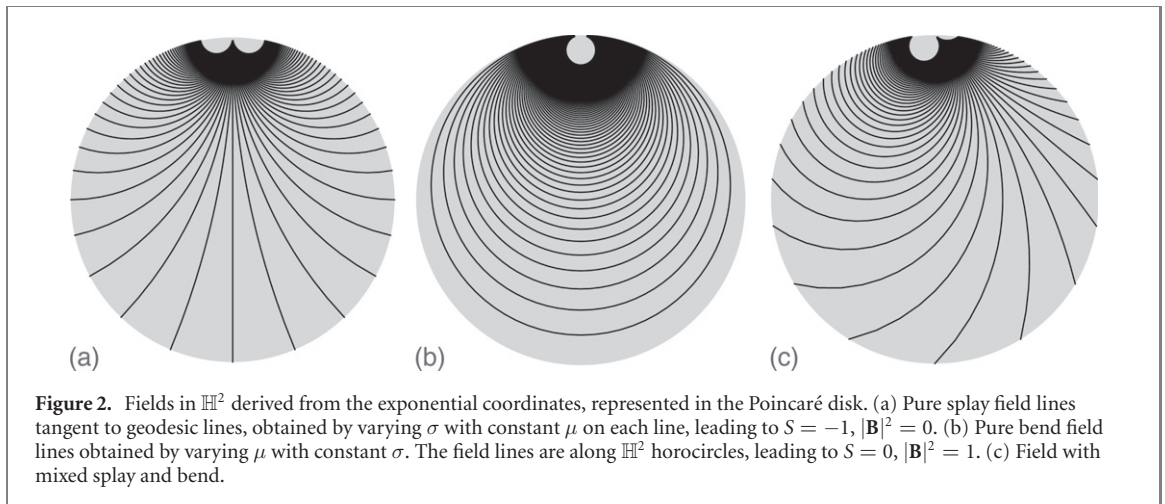 (a)
(b)
(c)
Figure 2. Fields in ℍ² derived from the exponential coordinates, represented in the Poincaré disk. (a) Pure splay field lines
tangent to geodesic lines, obtained by varying σ with constant μ on each line, leading to S = −1, |B|² = 0. (b) Pure bend field
lines obtained by varying μ with constant σ. The field lines are along ℍ² horocircles, leading to S = 0, |B|² = 1. (c) Field with
mixed splay and bend.